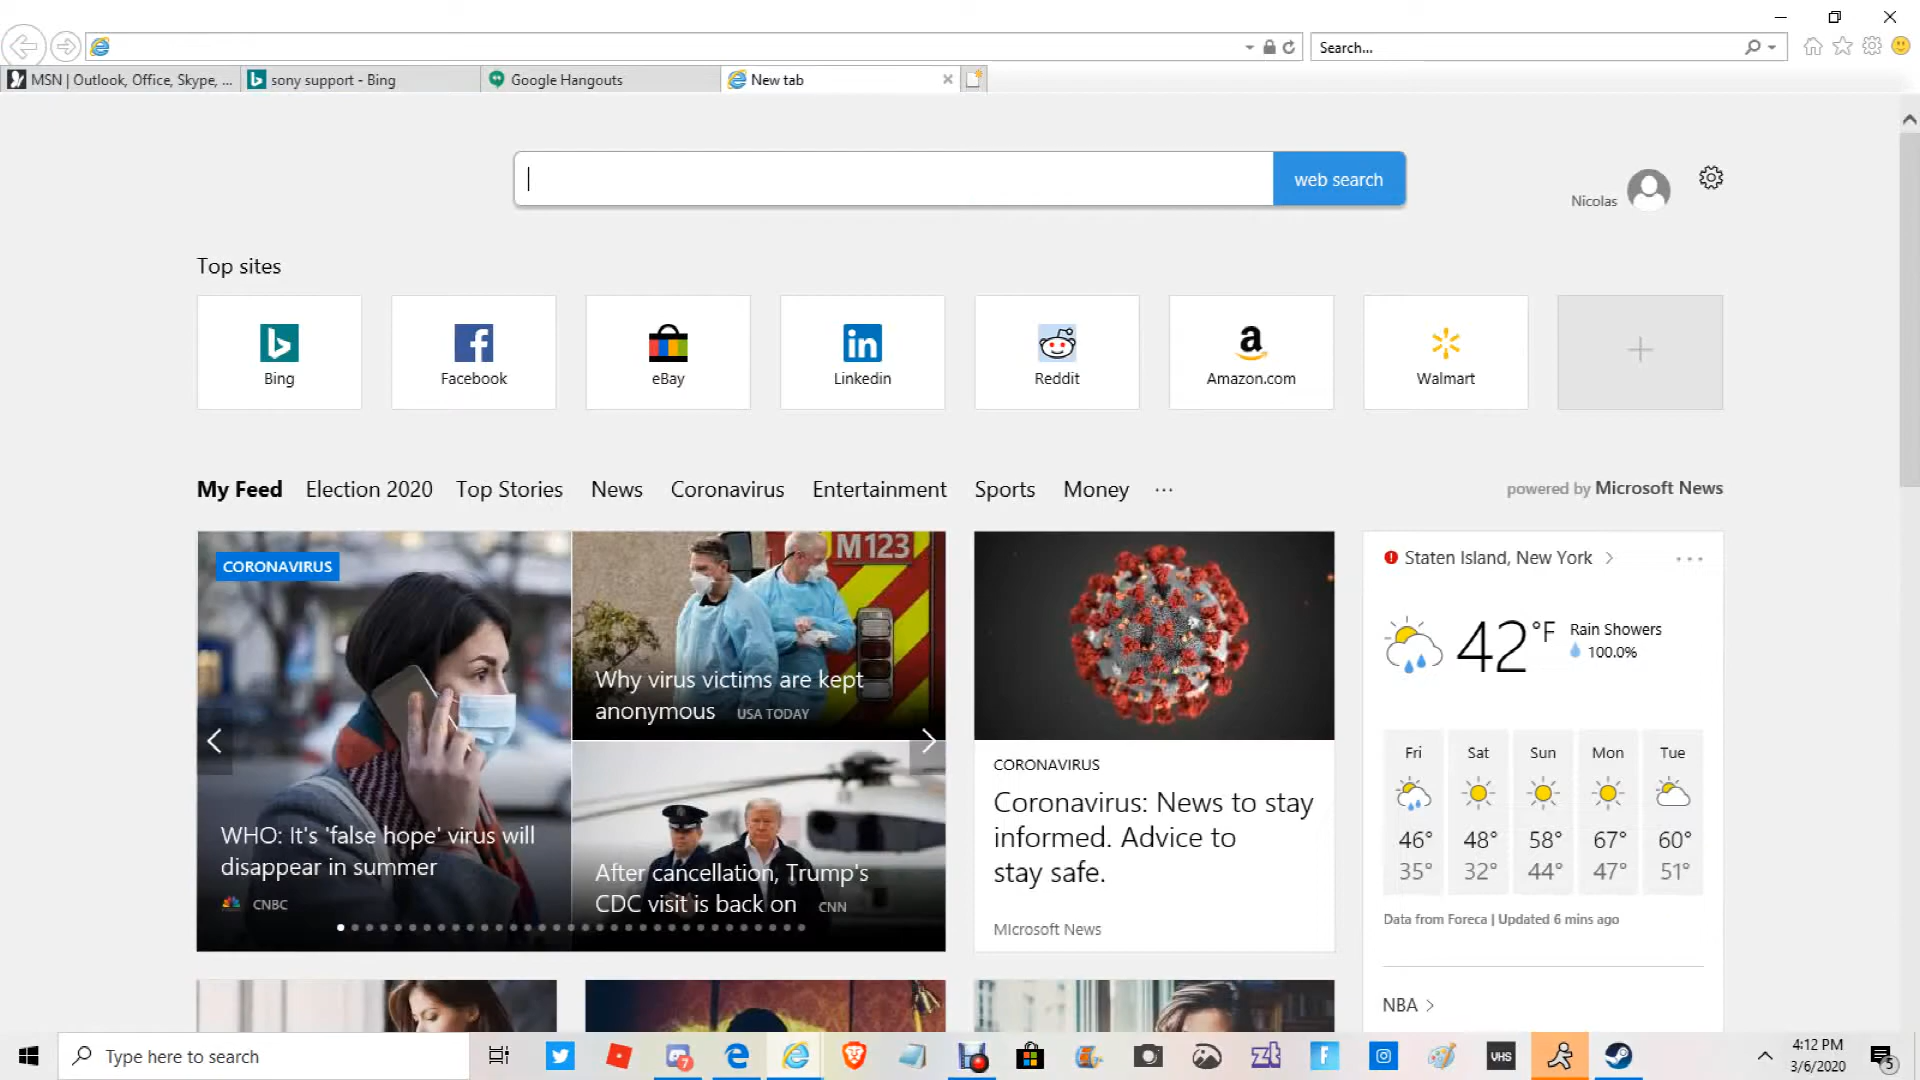 Search...
MSN | Outlook, Office, Skype, ...
sony support - Bing
Google Hangouts
New tab
web search
Nicolas
Top sites
Bing
Facebook
eBay
Linkedin
Reddit
Amazon.com
Walmart
My Feed
Election 2020
Top Stories
News
Coronavirus
Entertainment
Sports
Money
...
powered by Microsoft News
CORONAVIRUS
WHO: It's 'false hope' virus will
disappear in summer
CNBC
M123
Why virus victims are kept
anonymous USA TODAY
After cancellation, Trump's
CDC visit is back on CNN
CORONAVIRUS
Coronavirus: News to stay
informed. Advice to
stay safe.
Microsoft News
Staten Island, New York
42°F
Rain Showers
100.0%
Fri Sat Sun Mon Tue
46° 48° 58° 67° 60°
35° 32° 44° 47° 51°
Data from Foreca | Updated 6 mins ago
NBA
Type here to search
7
VHS
4:12 PM
3/6/2020
5